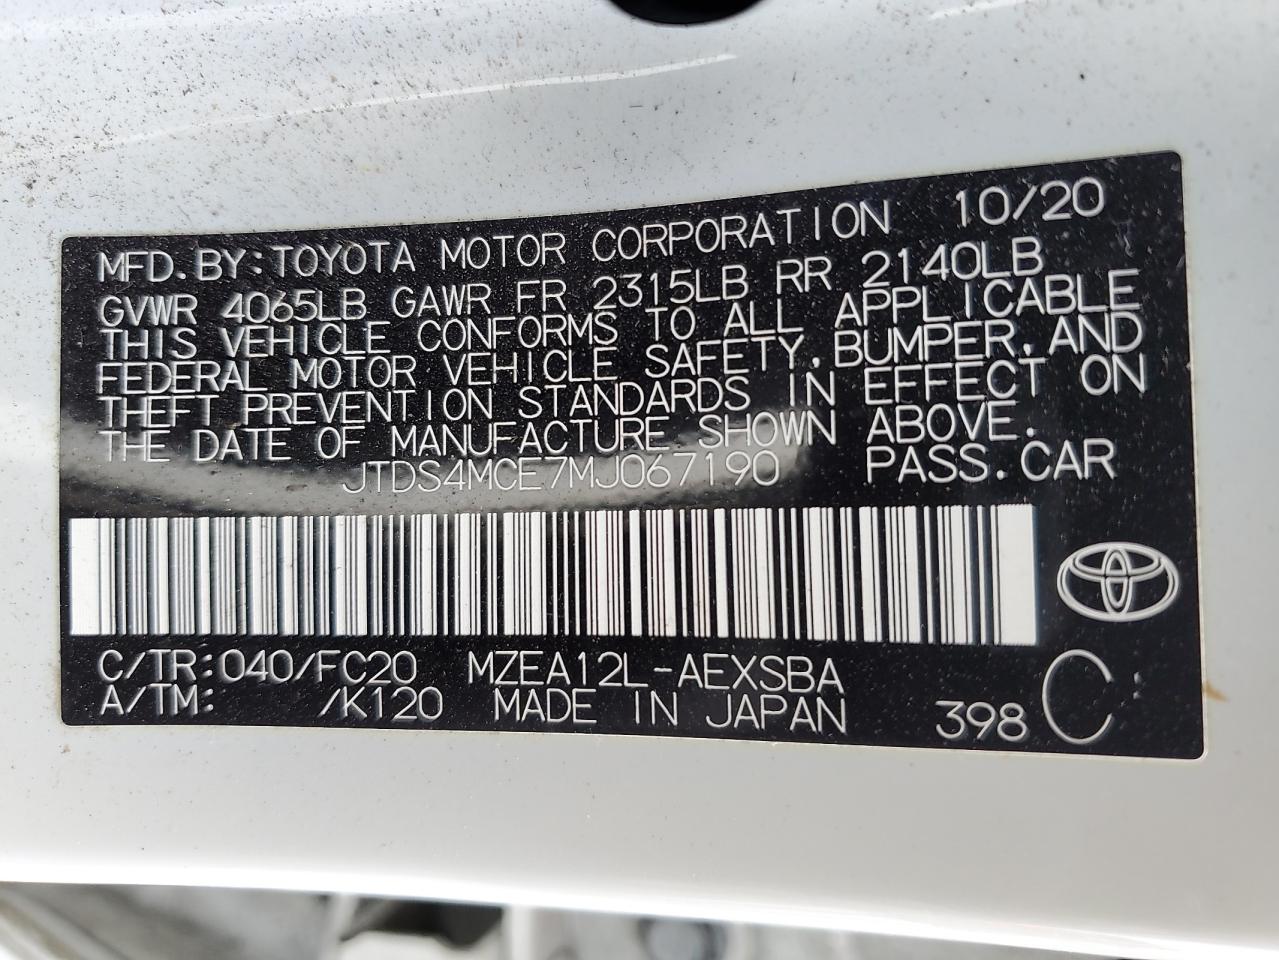 MFD.BY:TOYOTA MOTOR CORPORATION 10/20
GVWR 4065LB GAWR FR 2315LB RR 2140LB
THIS VEHICLE CONFORMS TO ALL APPLICABLE
FEDERAL MOTOR VEHICLE SAFETY,BUMPER,AND
THEFT PREVENTION STANDARDS IN EFFECT ON
THE DATE OF MANUFACTURE SHOWN ABOVE.
JTDS4MCE7MJ067190 PASS.CAR
C/TR:040/FC20 MZEA12L-AEXSBA
A/TM: /K120 MADE IN JAPAN 398 C